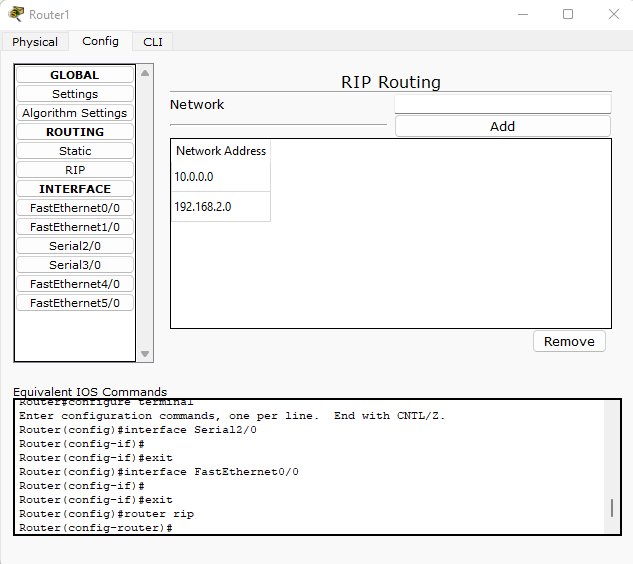 Router1
Physical Config CLI
GLOBAL
Settings
Algorithm Settings
ROUTING
Static
RIP
INTERFACE
FastEthernet0/0
FastEthernet1/0
Serial2/0
Serial3/0
FastEthernet4/0
FastEthernet5/0
RIP Routing
Network
Add
Network Address
10.0.0.0
192.168.2.0
Remove
Equivalent IOS Commands
Router#configure terminal
Enter configuration commands, one per line.  End with CNTL/Z.
Router(config)#interface Serial2/0
Router(config-if)#
Router(config-if)#exit
Router(config)#interface FastEthernet0/0
Router(config-if)#
Router(config-if)#exit
Router(config)#router rip
Router(config-router)#